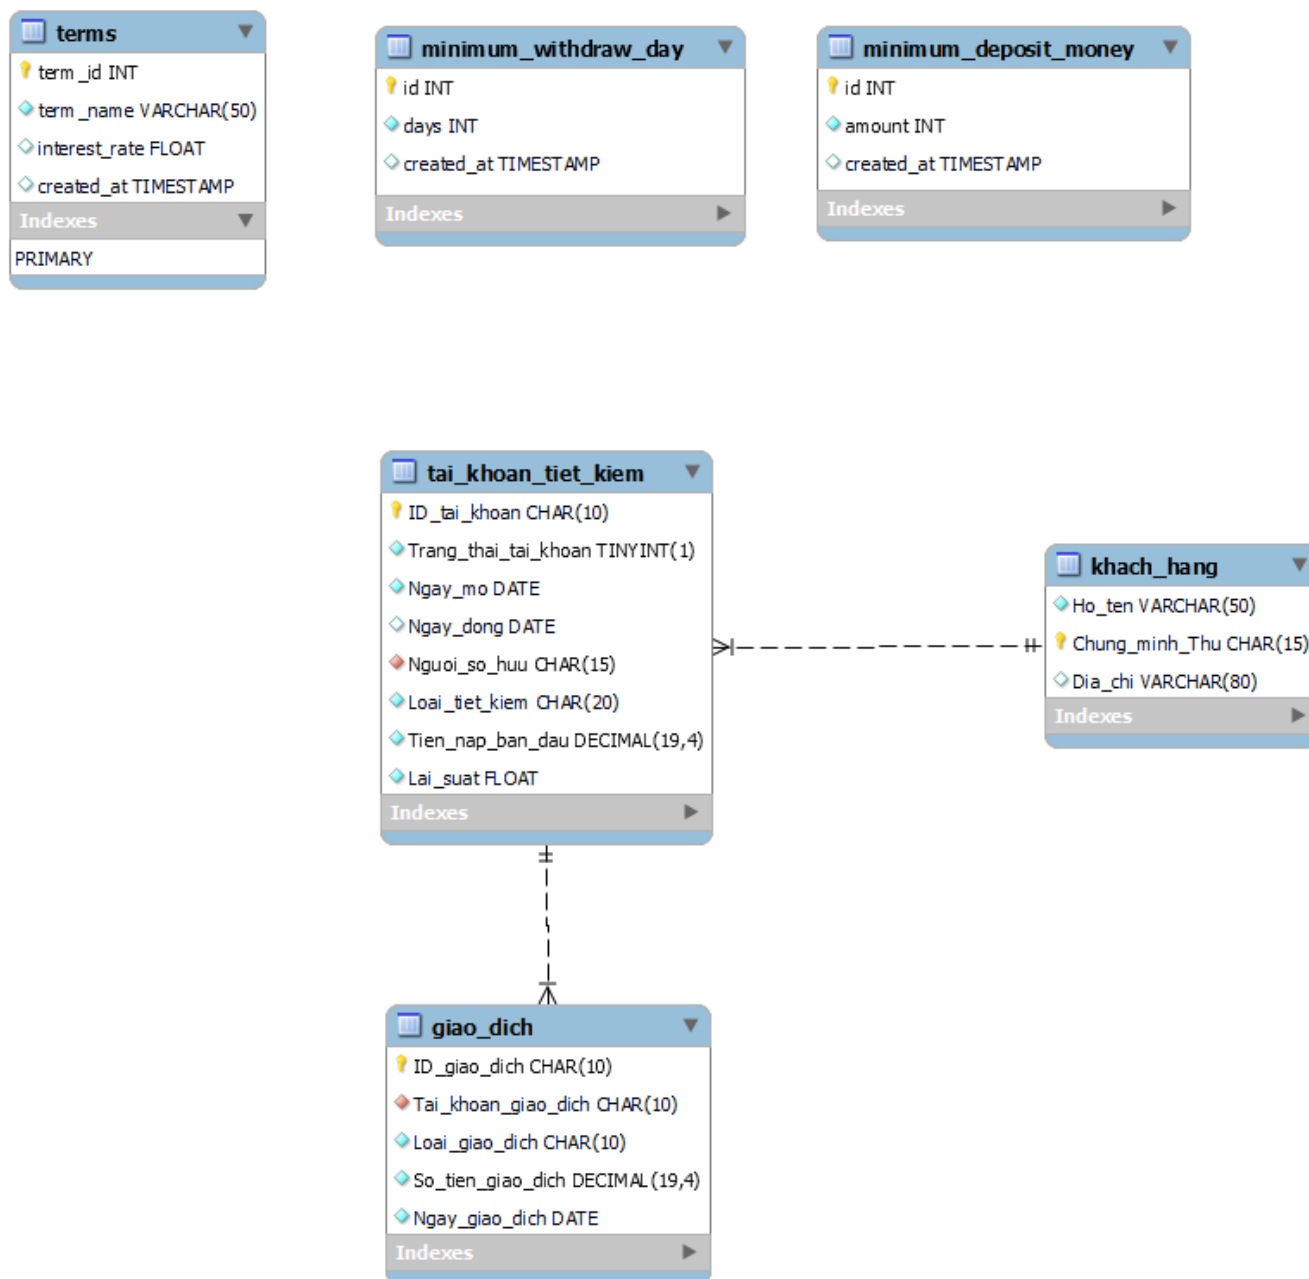 terms
term_id INT
term_name VARCHAR(50)
interest_rate FLOAT
created_at TIMESTAMP
Indexes
PRIMARY
minimum_withdraw_day
id INT
days INT
created_at TIMESTAMP
Indexes
minimum_deposit_money
id INT
amount INT
created_at TIMESTAMP
Indexes
tai_khoan_tiet_kiem
ID_tai_khoan CHAR(10)
Trang_thai_tai_khoan TINYINT(1)
Ngay_mo DATE
Ngay_dong DATE
Nguoi_so_huu CHAR(15)
Loai_tiet_kiem CHAR(20)
Tien_nap_ban_dau DECIMAL(19,4)
Lai_suat FLOAT
Indexes
khach_hang
Ho_ten VARCHAR(50)
Chung_minh_Thu CHAR(15)
Dia_chi VARCHAR(80)
Indexes
giao_dich
ID_giao_dich CHAR(10)
Tai_khoan_giao_dich CHAR(10)
Loai_giao_dich CHAR(10)
So_tien_giao_dich DECIMAL(19,4)
Ngay_giao_dich DATE
Indexes